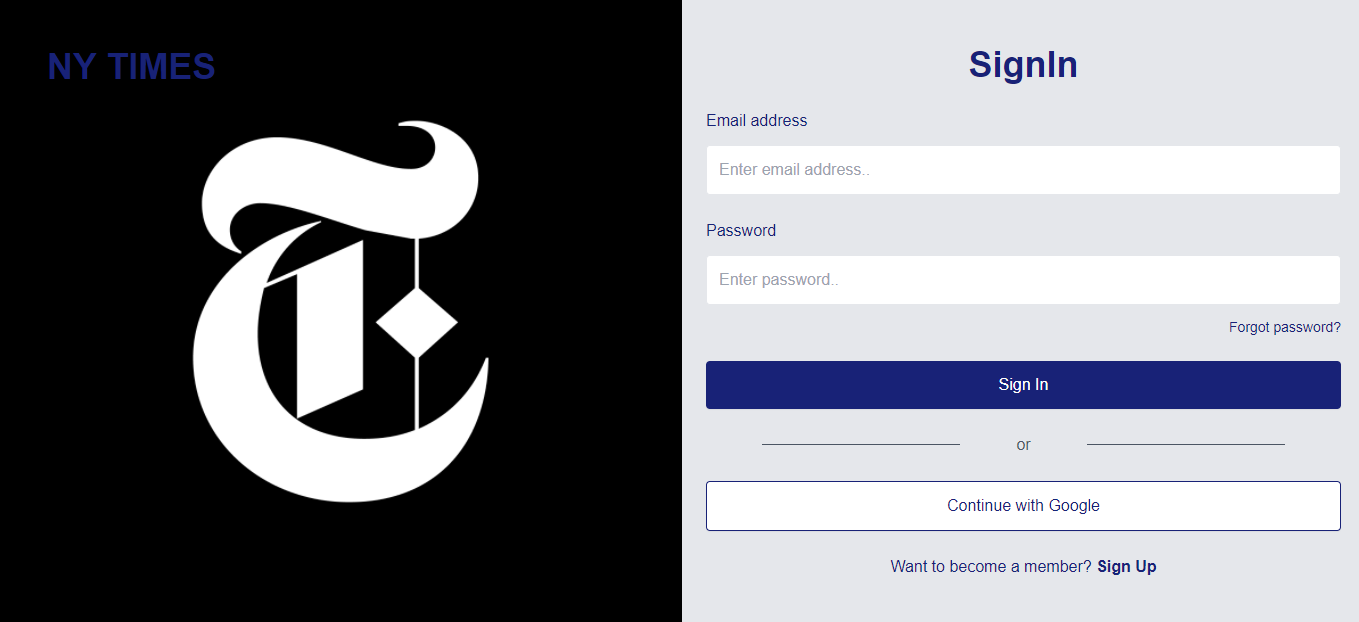 NY TIMES
SignIn
Email address
Enter email address..
Password
Enter password..
Forgot password?
Sign In
or
Continue with Google
Want to become a member? Sign Up